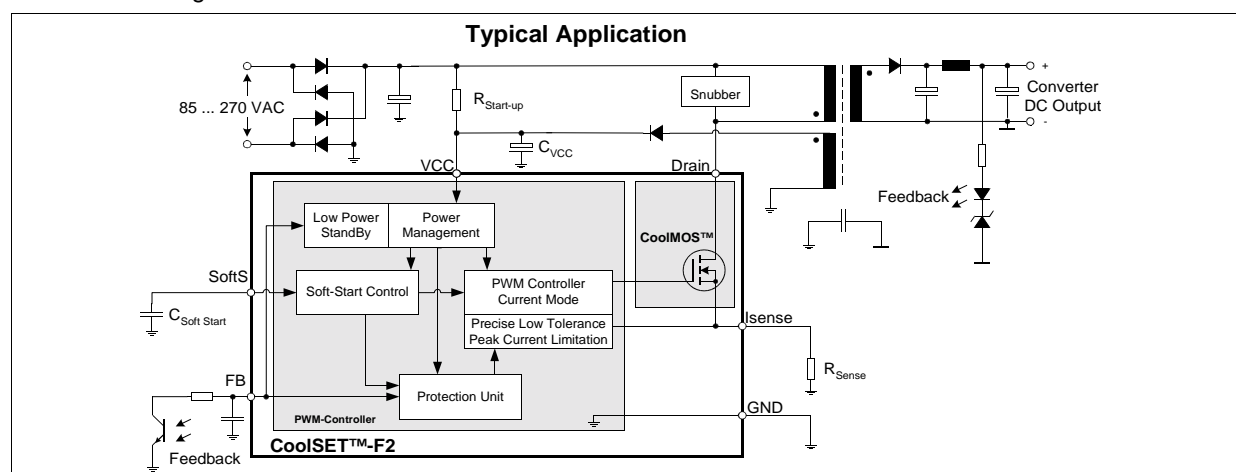 Typical Application
85 ... 270 VAC
RStart-up
Snubber
+
Converter
DC Output
-
CVCC
VCC
Drain
Feedback
Low Power
StandBy
Power
Management
CoolMOS™
SoftS
CSoft Start
Soft-Start Control
PWM Controller
Current Mode
Precise Low Tolerance
Peak Current Limitation
Isense
RSense
FB
Protection Unit
PWM-Controller
GND
Feedback
CoolSET™-F2